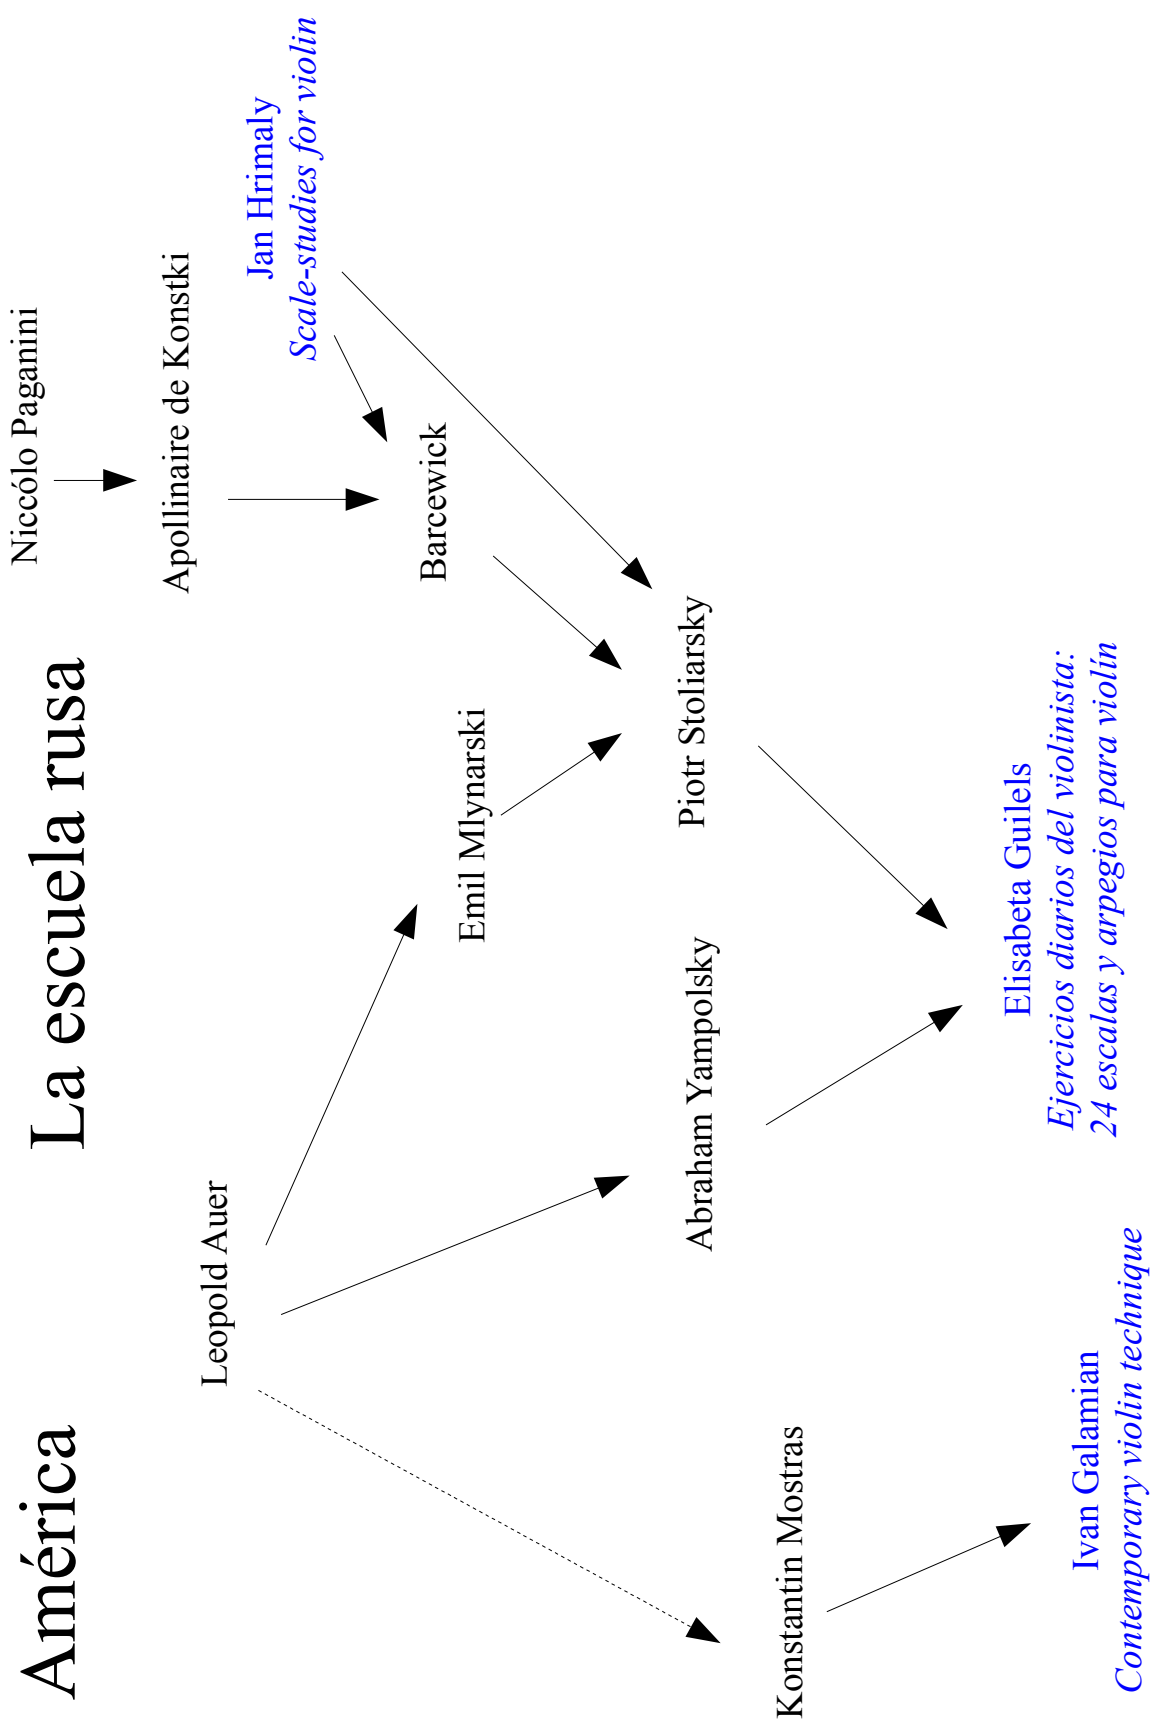 América
La escuela rusa
Niccólo Paganini
Leopold Auer
Apollinaire de Konstki
Jan Hrimaly
Scale-studies for violin
Emil Mlynarski
Barcewick
Konstantin Mostras
Abraham Yampolsky
Piotr Stoliarsky
Ivan Galamian
Contemporary violin technique
Elisabeta Guilels
Ejercicios diarios del violinista:
24 escalas y arpegios para violín